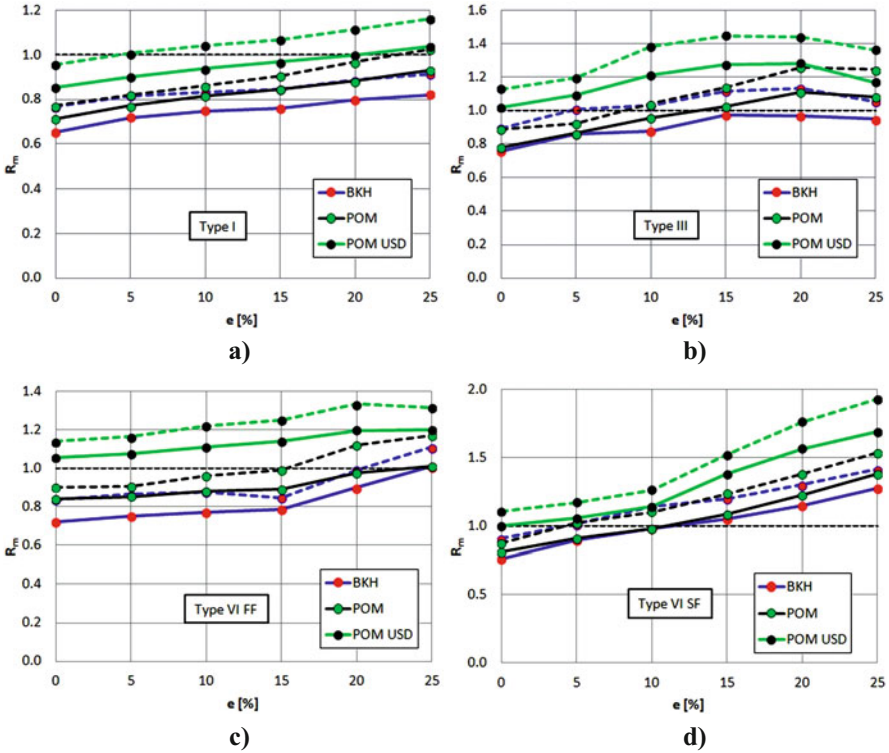 1.2
1.0
0.8
0.6
0.4
0.2
0.0
Rm
0 5 10 15 20 25
e [%]
Type I
BKH
POM
POM USD
a)
1.6
1.4
1.2
1.0
0.8
0.6
0.4
0.2
0.0
Rm
0 5 10 15 20 25
e [%]
Type III
BKH
POM
POM USD
b)
1.4
1.2
1.0
0.8
0.6
0.4
0.2
0.0
Rm
0 5 10 15 20 25
e [%]
Type VI FF
BKH
POM
POM USD
c)
2.0
1.5
1.0
0.5
0.0
Rm
0 5 10 15 20 25
e [%]
Type VI SF
BKH
POM
POM USD
d)